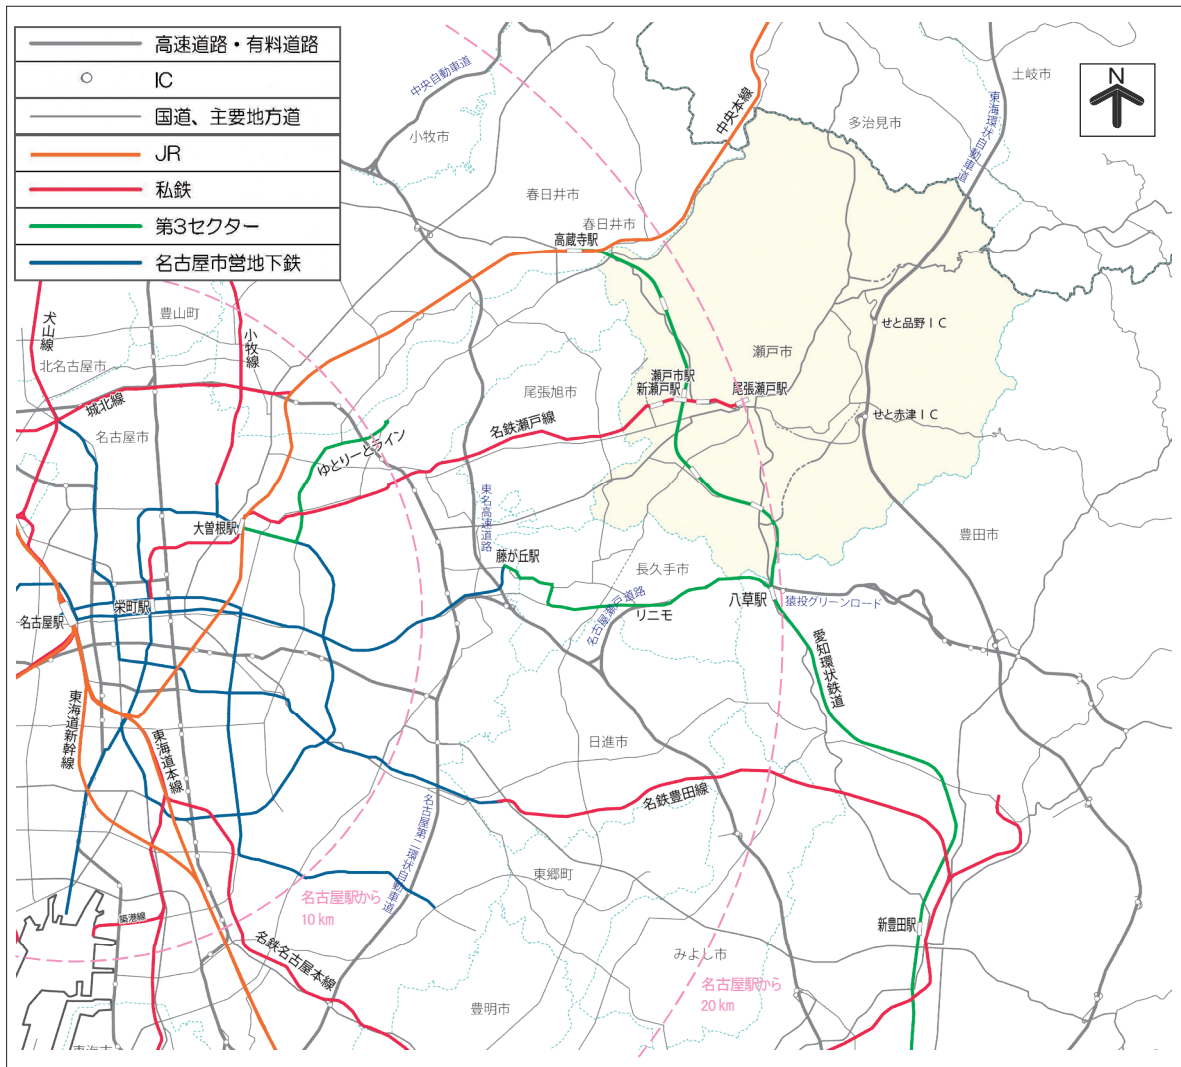 高速道路・有料道路
IC
国道、主要地方道
JR
私鉄
第3セクター
名古屋市営地下鉄
N
土岐市
中央自動車道
小牧市
中央本線
多治見市
東海環状自動車道
春日井市
春日井市
高蔵寺駅
豊山町
犬山線
小牧線
北名古屋市
せと品野IC
瀬戸市
瀬戸市駅
新瀬戸駅
尾張瀬戸駅
尾張旭市
城北線
名鉄瀬戸線
せと赤津IC
名古屋市
ゆとりーとライン
東名高速道路
大曽根駅
豊田市
藤が丘駅
長久手市
名古屋瀬戸道路
リニモ
八草駅
猿投グリーンロード
栄町駅
名古屋駅
愛知環状鉄道
東海道新幹線
東海道本線
日進市
名鉄豊田線
名古屋第二環状自動車道
東郷町
名古屋駅から
10km
築港線
新豊田駅
名鉄名古屋本線
みよし市
名古屋駅から
20km
豊明市
東海市